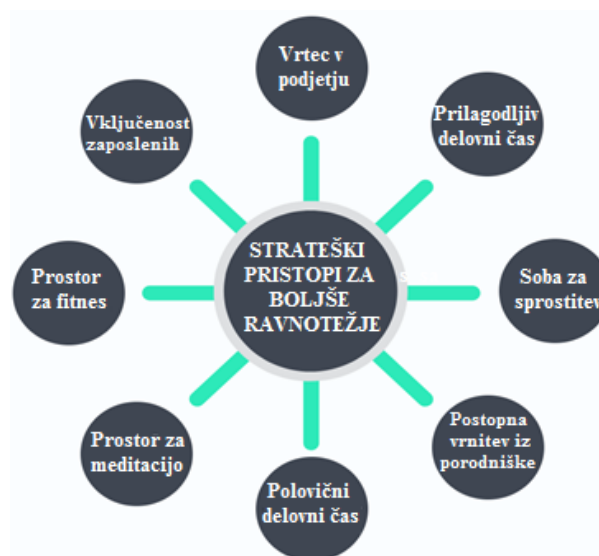 Vrtec v
podjetju
Prilagodljiv
delovni čas
Soba za
sprostitev
Postopna
vrnitev iz
porodniške
Polovični
delovni čas
Prostor za
meditacijo
Prostor
za fitnes
Vključenost
zaposlenih
STRATEŠKI
PRISTOPI ZA
BOLJŠE
RAVNOTEŽJE